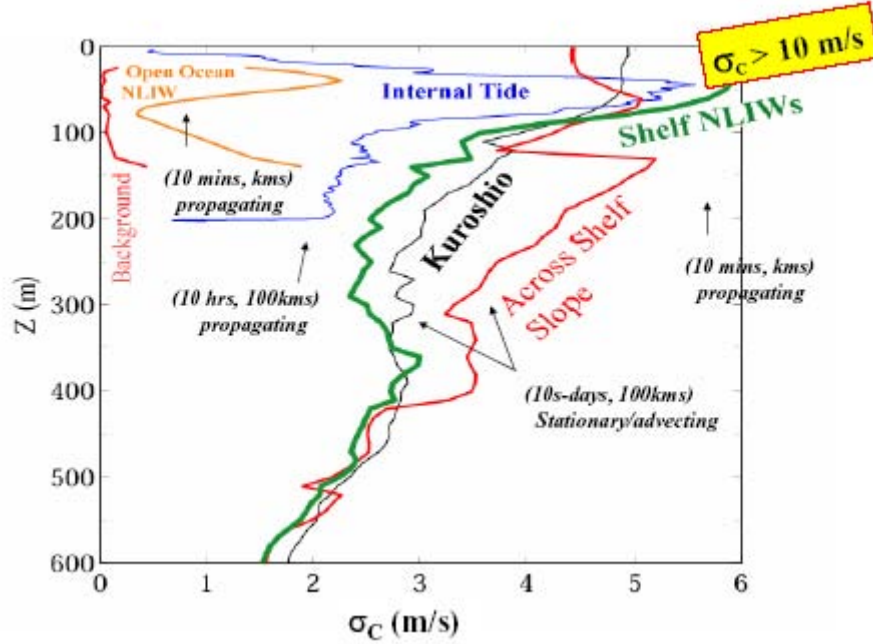 σC > 10 m/s
0
100
200
300
400
500
600
Z (m)
Open Ocean
NLIW
Internal Tide
Shelf NLIWs
(10 mins, kms)
propagating
Background
Kuroshio
Across Shelf
Slope
(10 mins, kms)
propagating
(10 hrs, 100kms)
propagating
(10s-days, 100kms)
Stationary/advecting
0
1
2
3
4
5
6
σC (m/s)